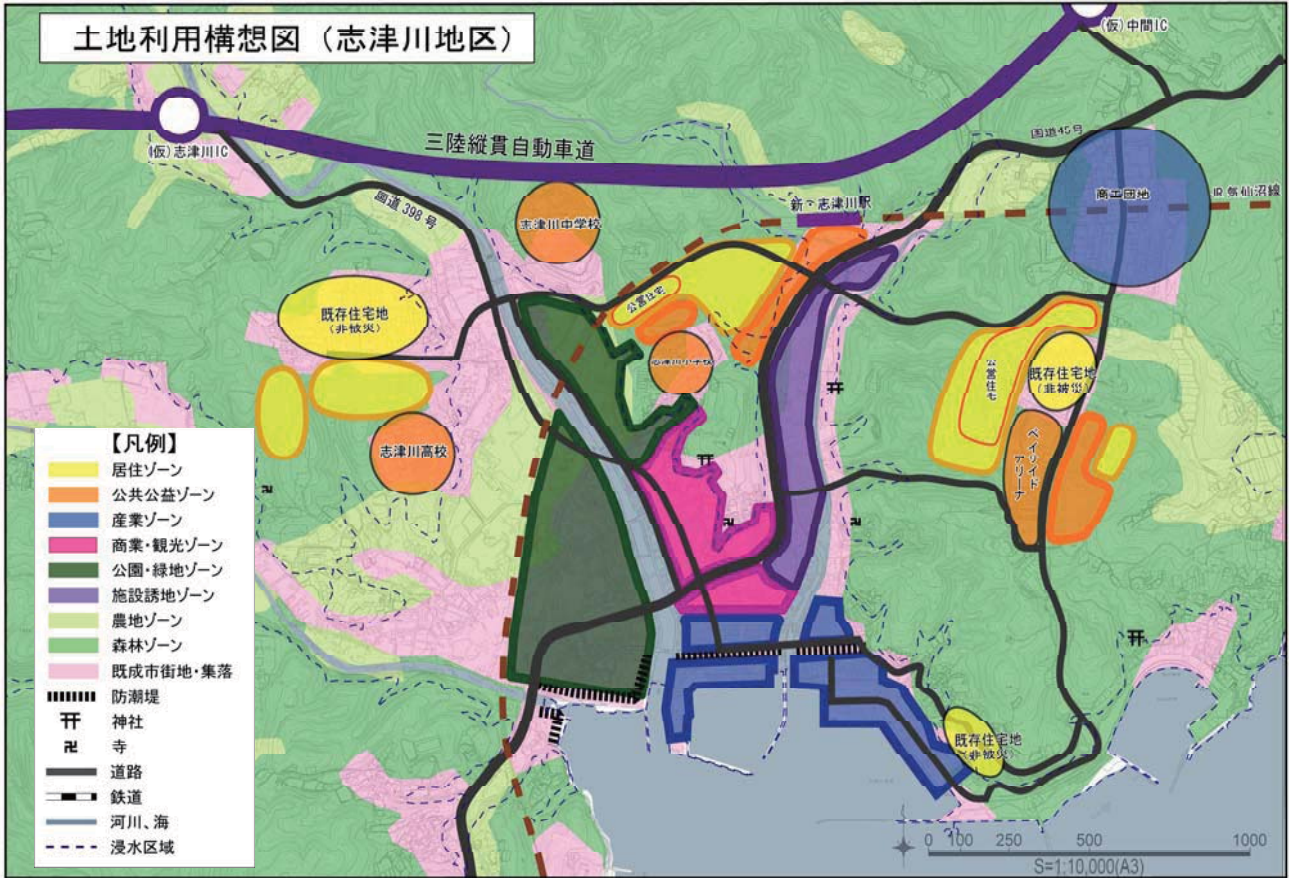 土地利用構想図（志津川地区）
(仮)中間IC
(仮)志津川IC
三陸縦貫自動車道
国道45号
国道398号
志津川中学校
新・志津川駅
商工団地
JR気仙沼線
公営住宅
既存住宅地
（非被災）
志津川小学校
公営住宅
既存住宅地
（非被災）
志津川高校
ベイサイド
アリーナ
既存住宅地
（非被災）
【凡例】
居住ゾーン
公共公益ゾーン
産業ゾーン
商業・観光ゾーン
公園・緑地ゾーン
施設誘地ゾーン
農地ゾーン
森林ゾーン
既成市街地・集落
防潮堤
神社
寺
道路
鉄道
河川、海
浸水区域
0 100 250 500 1000
S=1:10,000(A3)